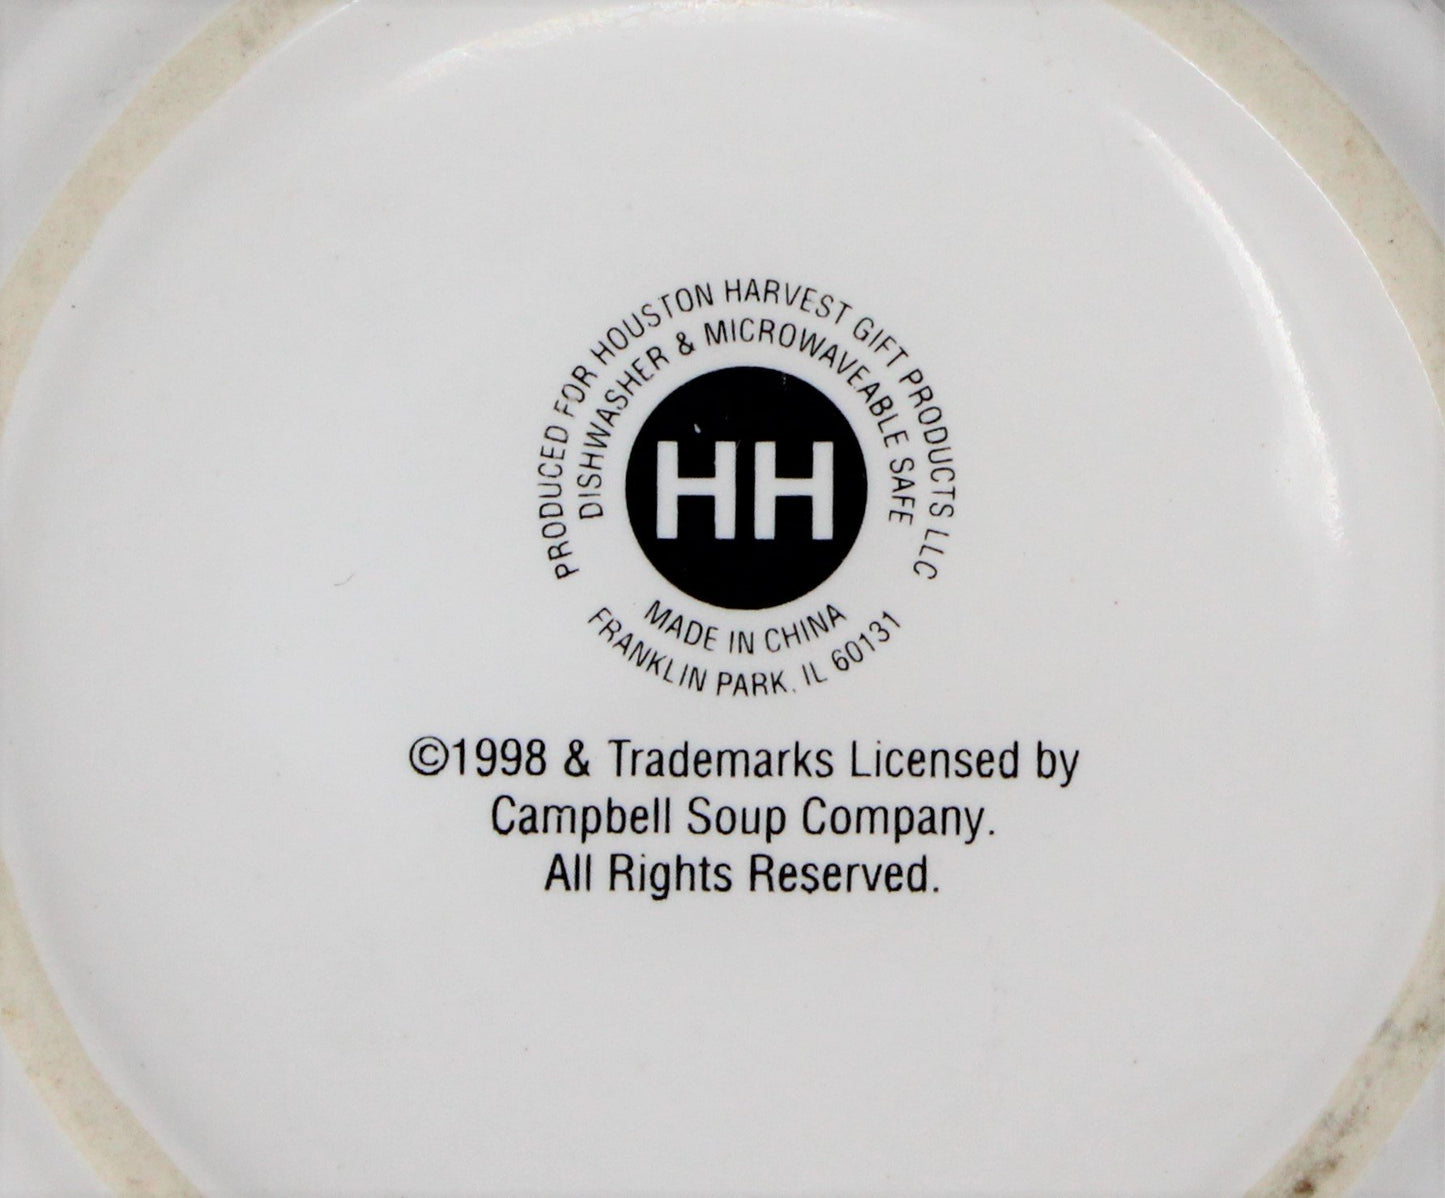 PRODUCED FOR HOUSTON HARVEST GIFT PRODUCTS LLC
DISHWASHER & MICROWAVEABLE SAFE
HH
MADE IN CHINA
FRANKLIN PARK, IL 60131
©1998 & Trademarks Licensed by
Campbell Soup Company.
All Rights Reserved.